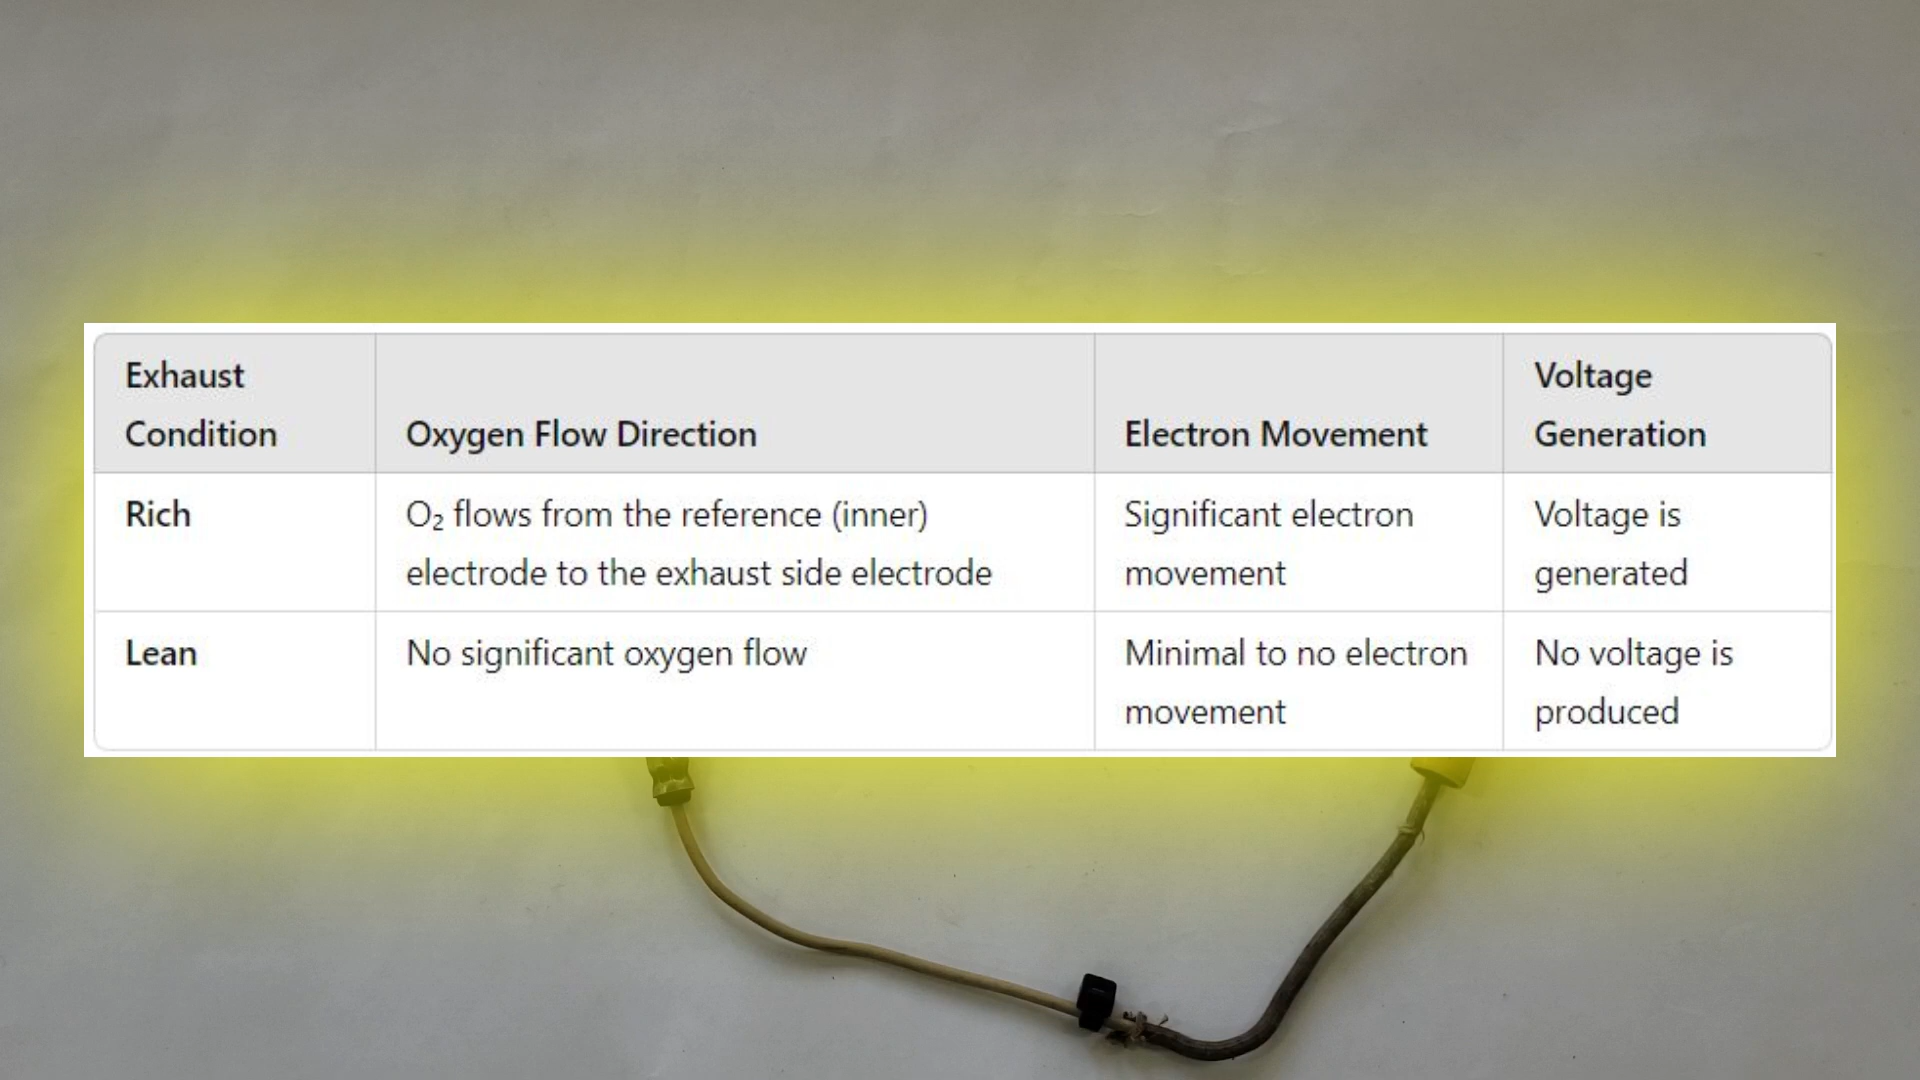 Exhaust Condition
Oxygen Flow Direction
Electron Movement
Voltage Generation
Rich
O₂ flows from the reference (inner)
electrode to the exhaust side electrode
Significant electron
movement
Voltage is
generated
Lean
No significant oxygen flow
Minimal to no electron
movement
No voltage is
produced